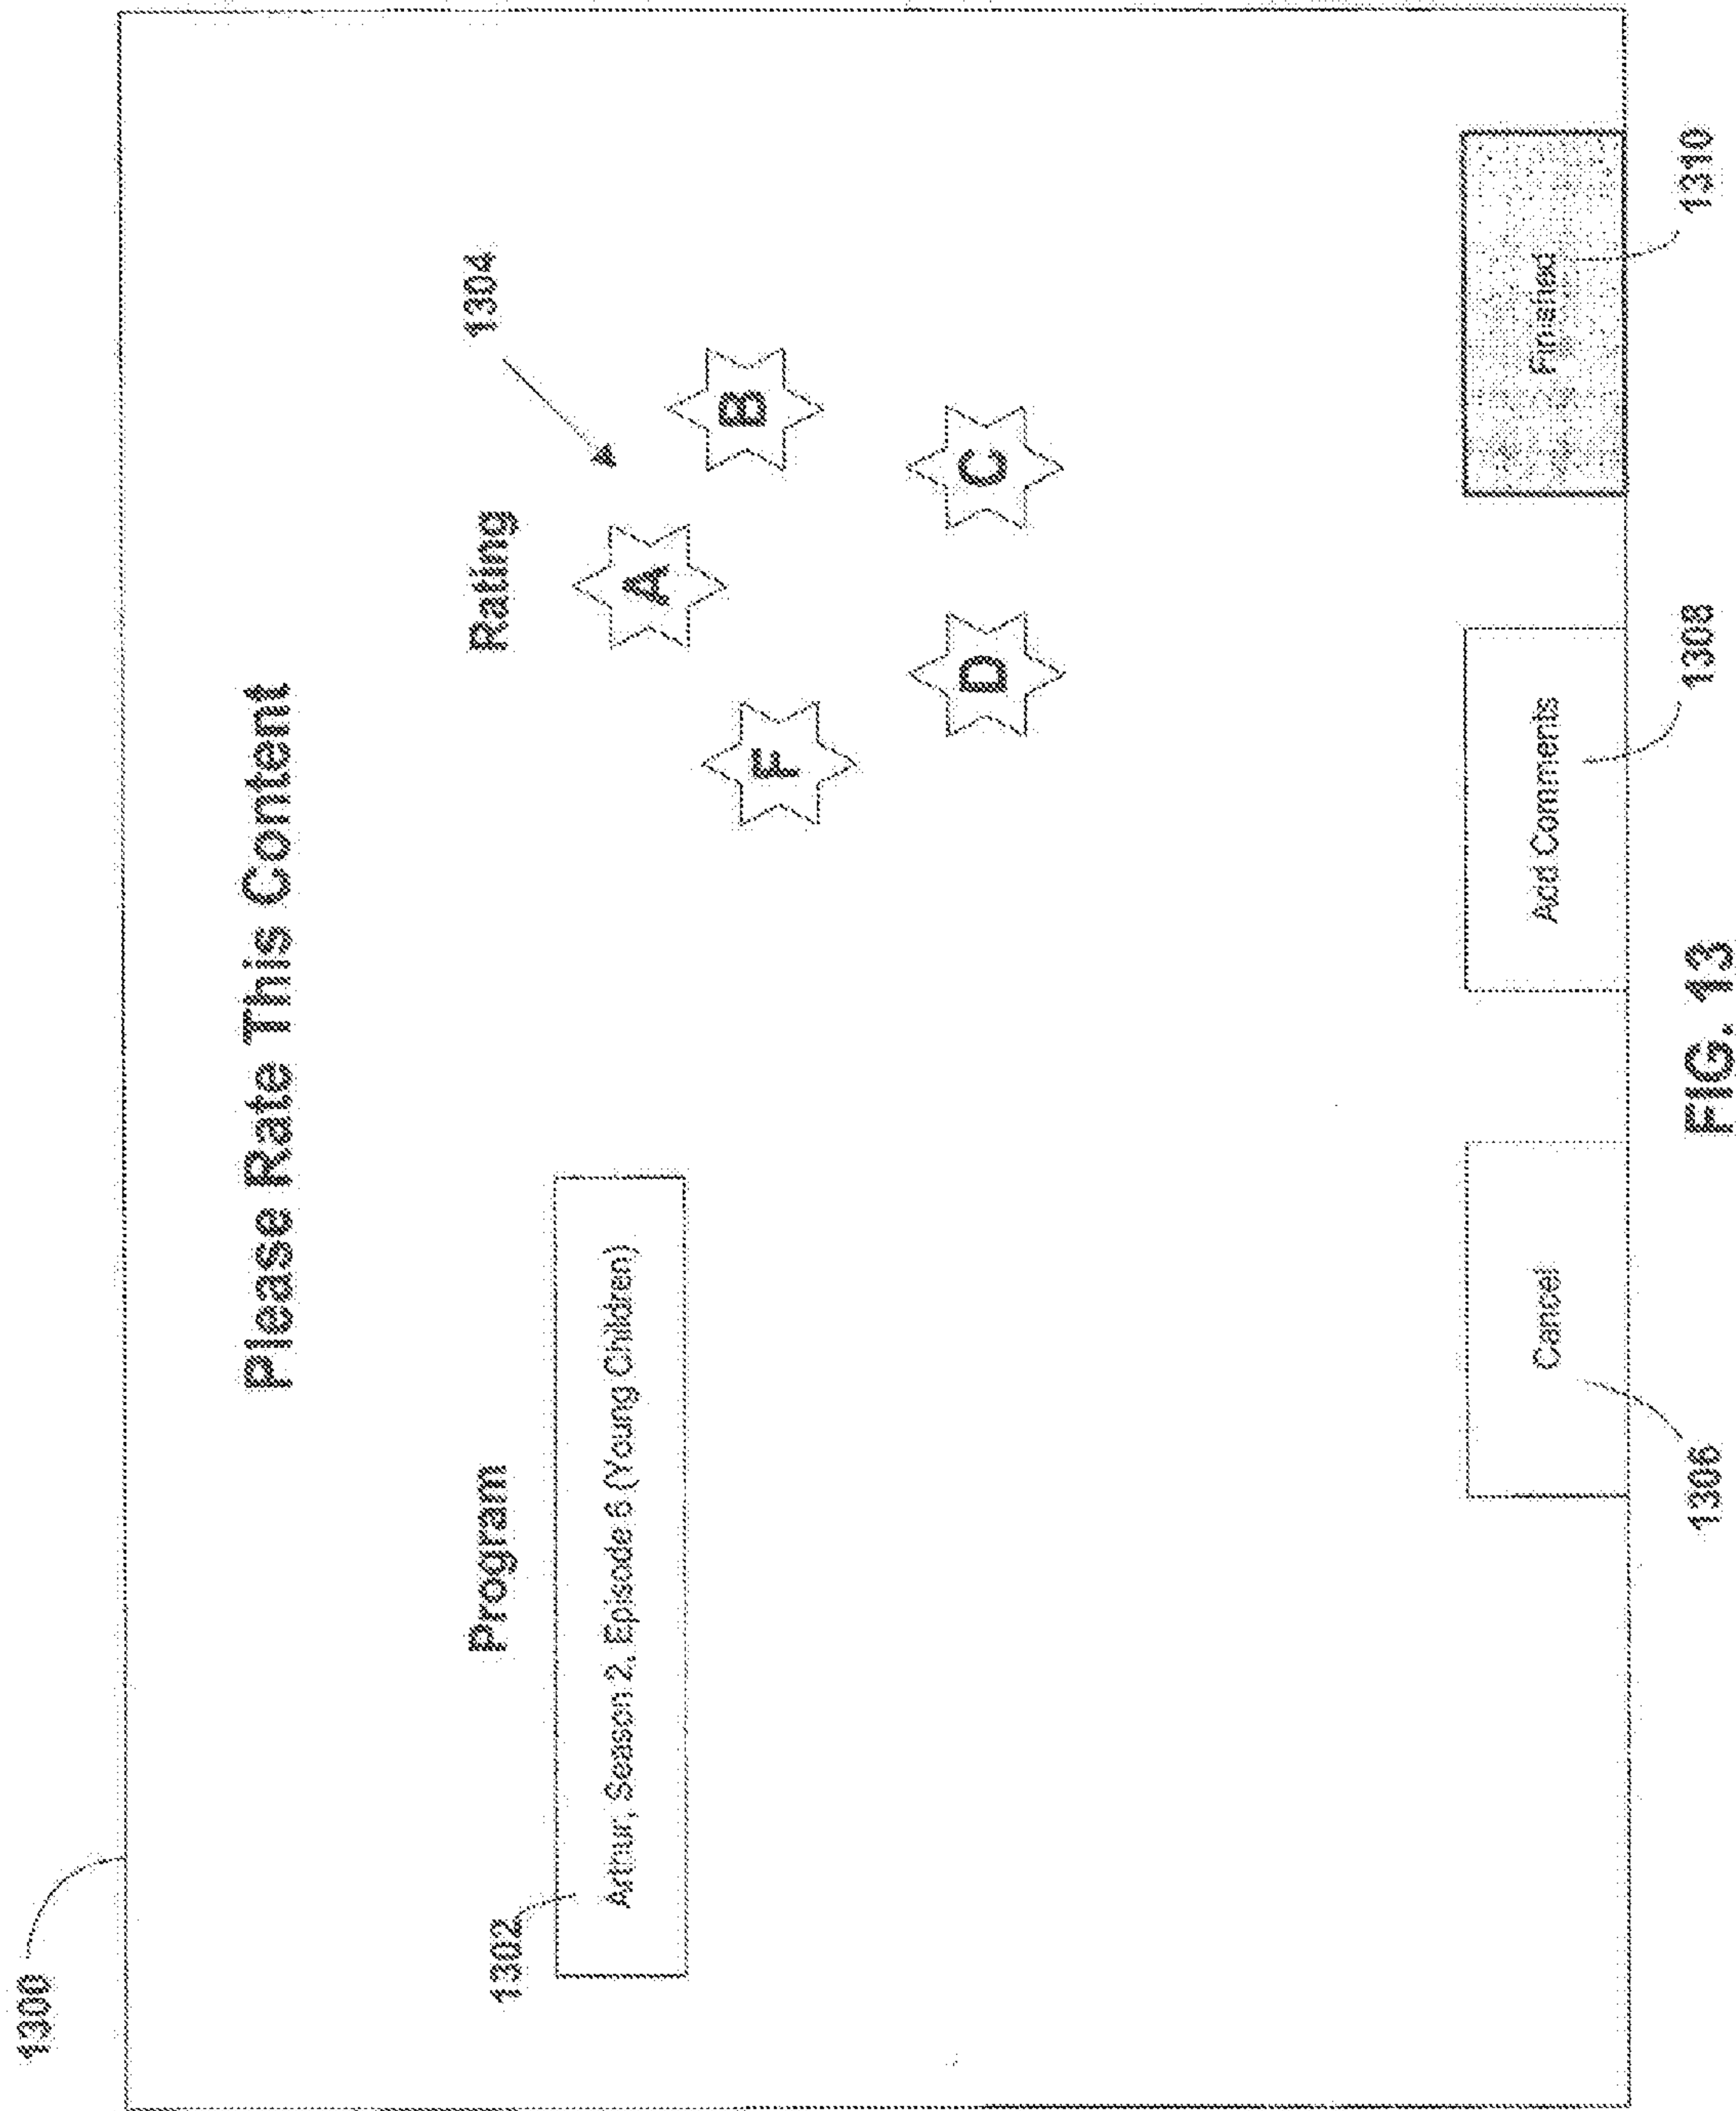 1300
Please Rate This Content
Program
Rating
1304
1302
Arthur, Season 2, Episode 6 (Young Children)
A
B
F
C
D
Cancel
Add Comments
Finished
1306
1308
1310
FIG. 13